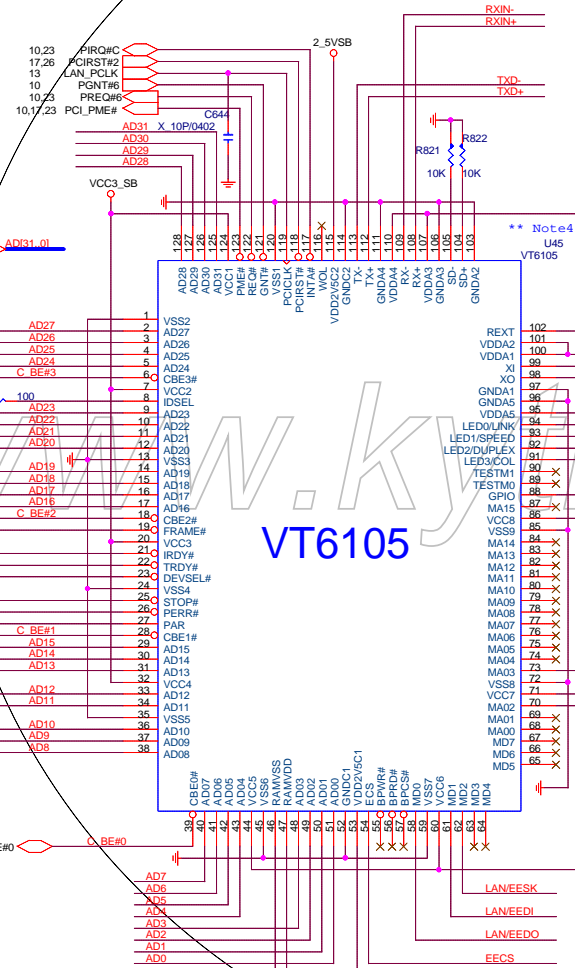 RXIN-
RXIN+
2_5VSB
10,23 PIRQ#C
17,26 PCIRST#2
13 LAN_PCLK
10 PGNT#6
10,23 PREQ#6
10,17,23 PCI_PME#
TXD-
TXD+
C644
X_10P/0402
AD31
AD30
AD29
AD28
R821
R822
10K
10K
VCC3_SB
AD[31..0]
** Note4
U45
VT6105
128 127 126 125 124 123 122 121 120 119 118 117 116 115 114 113 112 111 110 109 108 107 106 105 104 103
AD28 AD29 AD30 AD31 VCC1 PME# REQ# GNT# VSS1 PCICLK PCIRST# INTA# WOL VDD2V5C2 GNDC2 TX- TX+ GNDA4 VDDA4 RX- RX+ VDDA3 GNDA3 SD- SD+ GNDA2
1 VSS2
AD27 2 AD27
AD26 3 AD26
AD25 4 AD25
AD24 5 AD24
C_BE#3 6 CBE3#
7 VCC2
100 8 IDSEL
AD23 9 AD23
AD22 10 AD22
AD21 11 AD21
AD20 12 AD20
13 VSS3
AD19 14 AD19
AD18 15 AD18
AD17 16 AD17
AD16 17 AD16
C_BE#2 18 CBE2#
19 FRAME#
20 VCC3
21 IRDY#
22 TRDY#
23 DEVSEL#
24 VSS4
25 STOP#
26 PERR#
27 PAR
C_BE#1 28 CBE1#
AD15 29 AD15
AD14 30 AD14
AD13 31 AD13
32 VCC4
AD12 33 AD12
AD11 34 AD11
35 VSS5
AD10 36 AD10
AD9 37 AD09
AD8 38 AD08
VT6105
www.kyt
REXT 102
VDDA2 101
VDDA1 100
XI 99
XO 98
GNDA1 97
GNDA5 96
VDDA5 95
LED0/LINK 94
LED1/SPEED 93
LED2/DUPLEX 92
LED3/COL 91
TESTM1 90
TESTM0 89
GPIO 88
MA15 87
VCC8 86
VSS9 85
MA14 84
MA13 83
MA12 82
MA11 81
MA10 80
MA09 79
MA08 78
MA07 77
MA06 76
MA05 75
MA04 74
MA03 73
VSS8 72
VCC7 71
MA02 70
MA01 69
MA00 68
MD7 67
MD6 66
MD5 65
CBE0# AD07 AD06 AD05 AD04 VCC5 VSS6 RAMVSS RAMVDD AD03 AD02 AD01 AD00 GNDC1 VDD2V5C1 ECS BPWR# BPRD# BPCS# MD0 VSS7 VCC6 MD1 MD2 MD3 MD4
39 40 41 42 43 44 45 46 47 48 49 50 51 52 53 54 55 56 57 58 59 60 61 62 63 64
E#0 C_BE#0
AD7
AD6
AD5
AD4
AD3
AD2
AD1
AD0
LAN/EESK
LAN/EEDI
LAN/EEDO
EECS